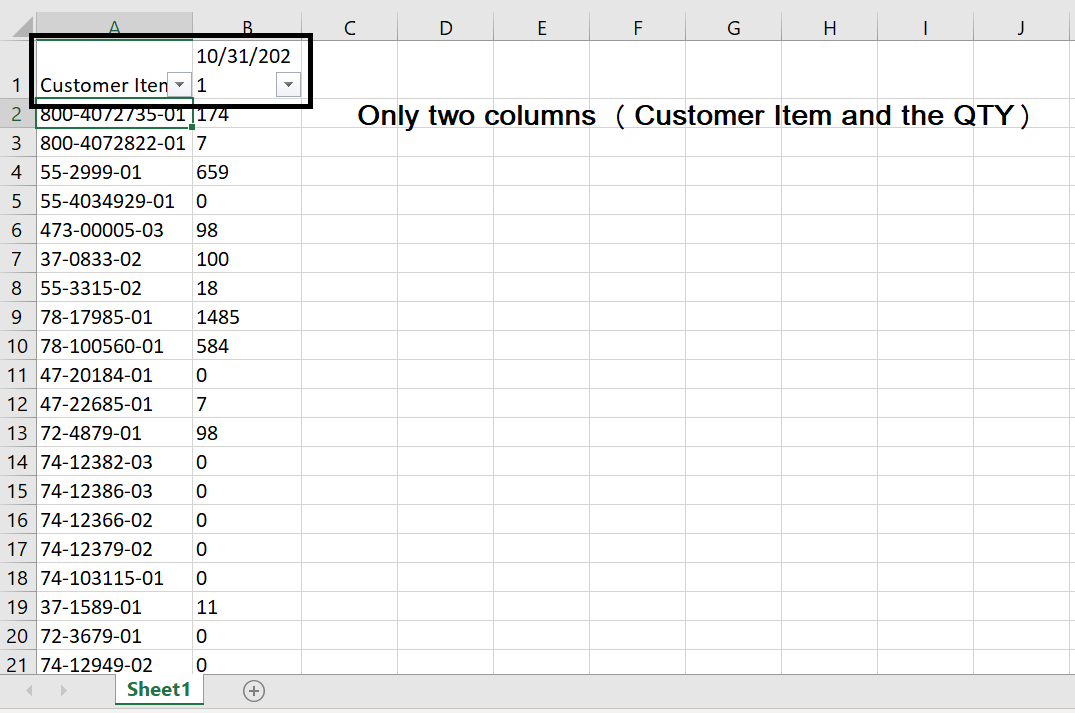 A B C D E F G H I J
10/31/202
1 Customer Iten 1
2 800-4072735-01 174 Only two columns （ Customer Item and the QTY ）
3 800-4072822-01 7
4 55-2999-01 659
5 55-4034929-01 0
6 473-00005-03 98
7 37-0833-02 100
8 55-3315-02 18
9 78-17985-01 1485
10 78-100560-01 584
11 47-20184-01 0
12 47-22685-01 7
13 72-4879-01 98
14 74-12382-03 0
15 74-12386-03 0
16 74-12366-02 0
17 74-12379-02 0
18 74-103115-01 0
19 37-1589-01 11
20 72-3679-01 0
21 74-12949-02 0
Sheet1